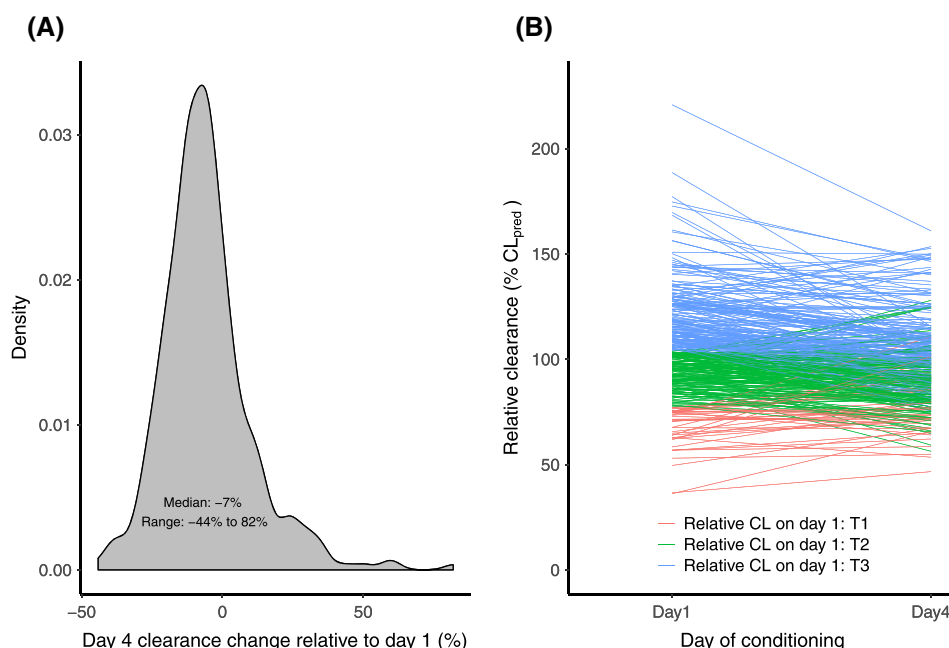 (A)
Density
0.03
0.02
0.01
0.00
Median: −7%
Range: −44% to 82%
−50
0
50
Day 4 clearance change relative to day 1 (%)
(B)
Relative clearance (% CLpred )
200
150
100
50
0
Relative CL on day 1: T1
Relative CL on day 1: T2
Relative CL on day 1: T3
Day1
Day4
Day of conditioning